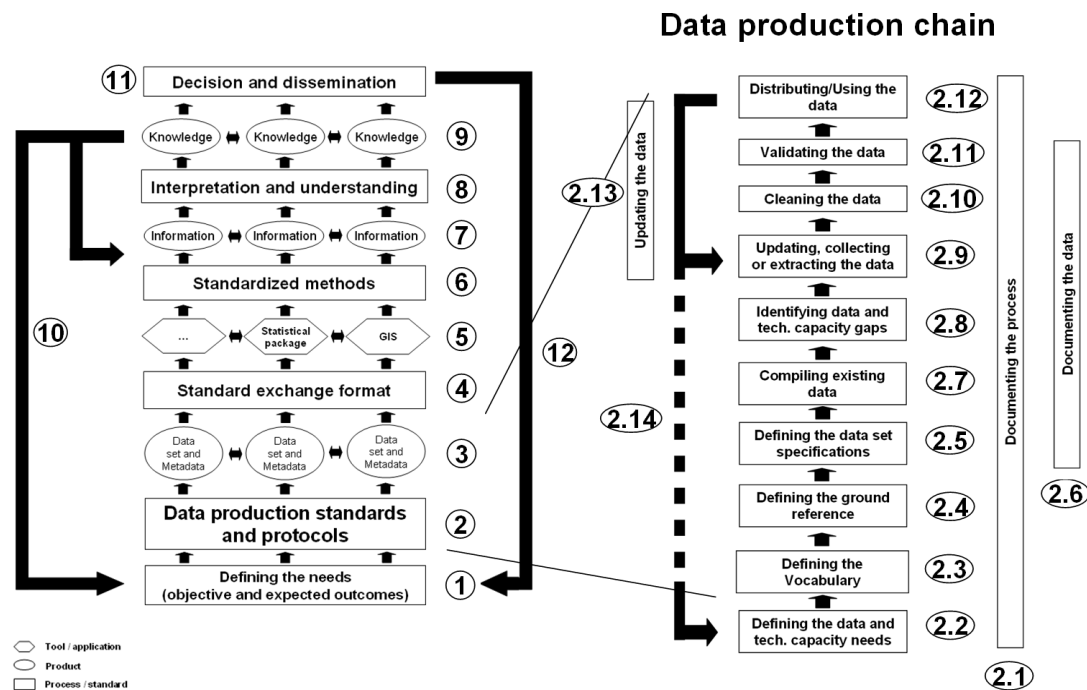 Data production chain
11
Decision and dissemination
Knowledge
Knowledge
Knowledge
9
Interpretation and understanding
8
Information
Information
Information
7
Standardized methods
6
10
...
Statistical
package
GIS
5
12
Standard exchange format
4
Data
set and
Metadata
Data
set and
Metadata
Data
set and
Metadata
3
Data production standards
and protocols
2
Defining the needs
(objective and expected outcomes)
1
Tool / application
Product
Process / standard
Updating the data
2.13
2.14
Distributing/Using the
data
2.12
Validating the data
2.11
Cleaning the data
2.10
Updating, collecting
or extracting the data
2.9
Identifying data and
tech. capacity gaps
2.8
Compiling existing
data
2.7
Defining the data set
specifications
2.5
Defining the ground
reference
2.4
Defining the
Vocabulary
2.3
Defining the data and
tech. capacity needs
2.2
Documenting the process
2.1
Documenting the data
2.6